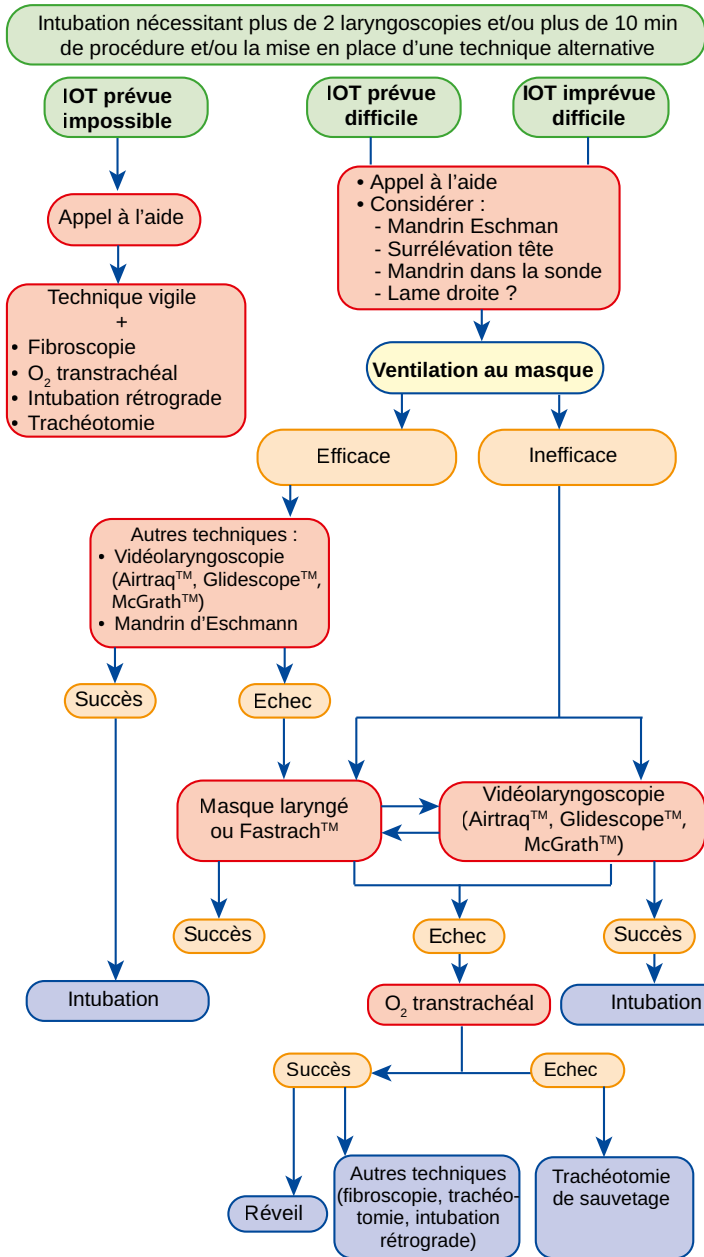 Intubation nécessitant plus de 2 laryngoscopies et/ou plus de 10 min
de procédure et/ou la mise en place d'une technique alternative
IOT prévue
impossible
IOT prévue
difficile
IOT imprévue
difficile
Appel à l'aide
• Appel à l'aide
• Considérer :
- Mandrin Eschman
- Surrélévation tête
- Mandrin dans la sonde
- Lame droite ?
Technique vigile
+
• Fibroscopie
• O2 transtrachéal
• Intubation rétrograde
• Trachéotomie
Ventilation au masque
Efficace
Inefficace
Autres techniques :
• Vidéolaryngoscopie
(Airtraq™, Glidescope™,
McGrath™)
• Mandrin d'Eschmann
Succès
Echec
Masque laryngé
ou Fastrach™
Vidéolaryngoscopie
(Airtraq™, Glidescope™,
McGrath™)
Succès
Echec
Succès
Intubation
O2 transtrachéal
Intubation
Succès
Echec
Réveil
Autres techniques
(fibroscopie, trachéo-
tomie, intubation
rétrograde)
Trachéotomie
de sauvetage